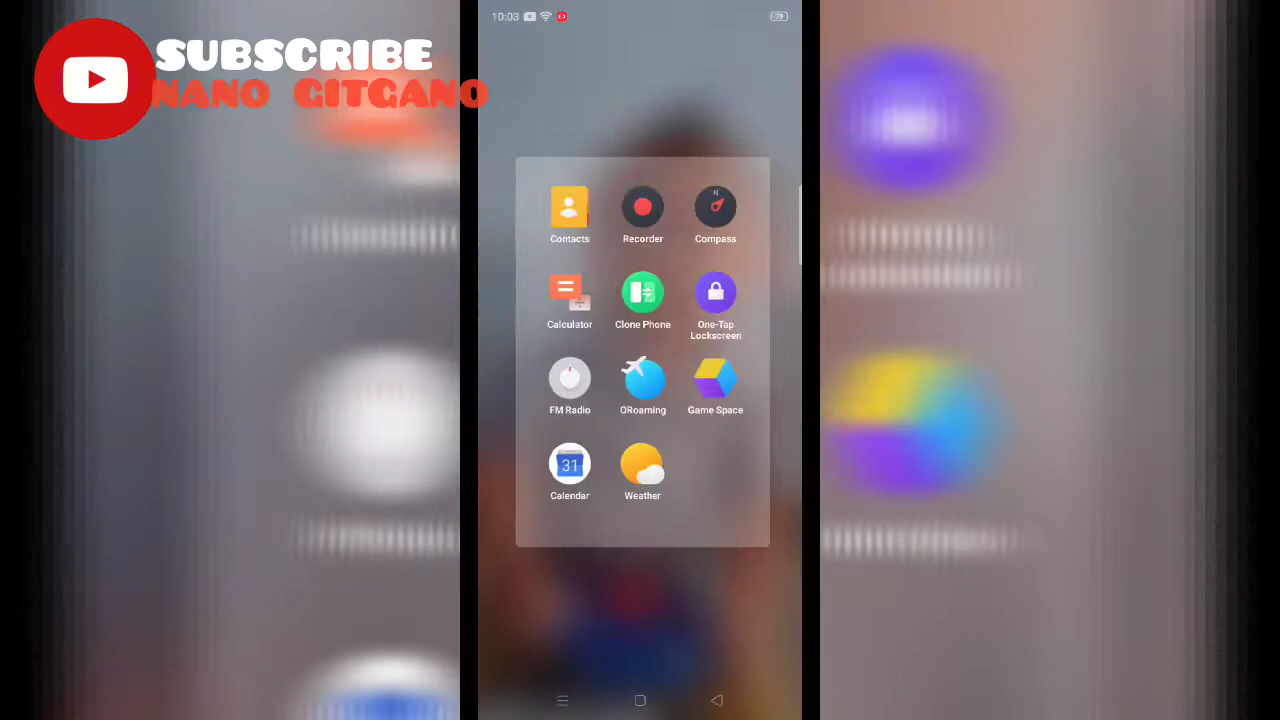 SUBSCRIBE
NANO GITGANO
10:03
79
N
Contacts Recorder Compass
Calculator Clone Phone One-Tap
Lockscreen
FM Radio ORoaming Game Space
31
Calendar Weather